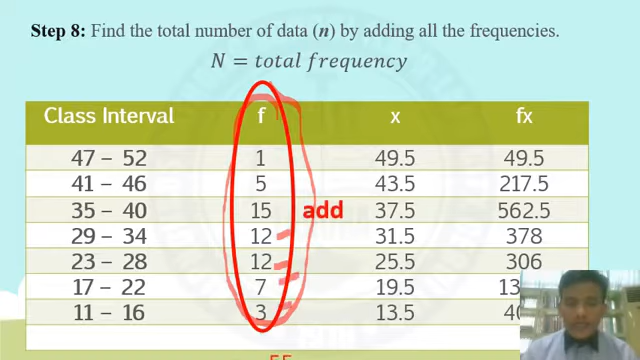 Step 8: Find the total number of data (n) by adding all the frequencies.
N = total frequency
Class Interval f x fx
47 – 52 1 49.5 49.5
41 – 46 5 43.5 217.5
35 – 40 15 add 37.5 562.5
29 – 34 12 31.5 378
23 – 28 12 25.5 306
17 – 22 7 19.5
11 – 16 3 13.5